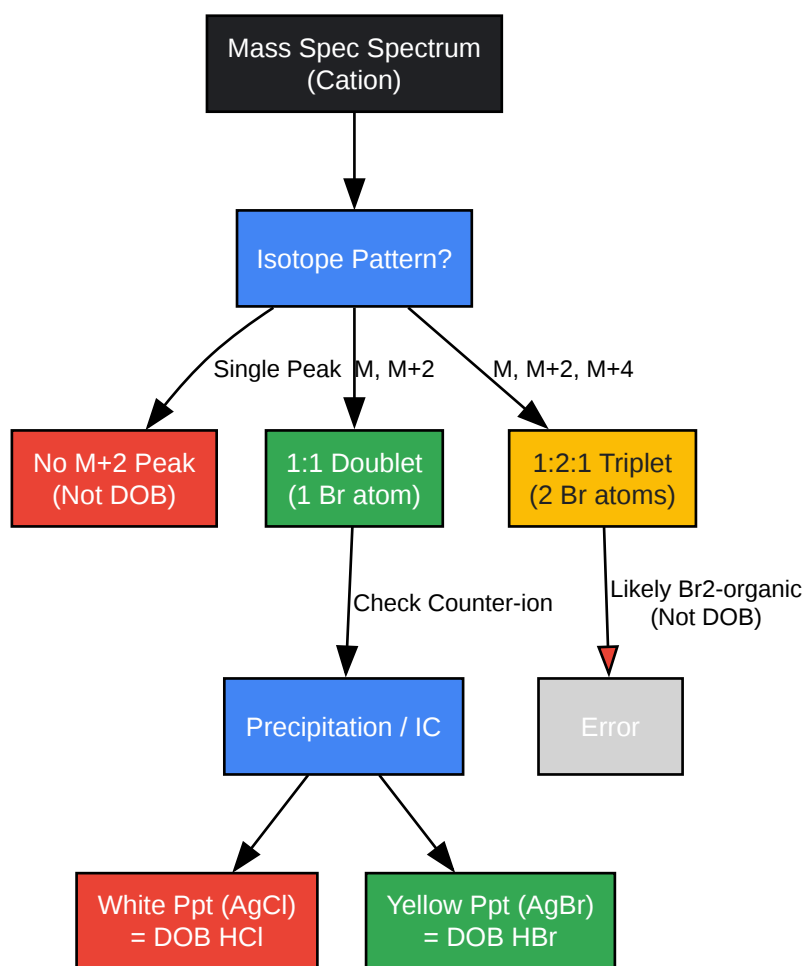 Mass Spec Spectrum
(Cation)
Isotope Pattern?
Single Peak
M, M+2
M, M+2, M+4
No M+2 Peak
(Not DOB)
1:1 Doublet
(1 Br atom)
1:2:1 Triplet
(2 Br atoms)
Check Counter-ion
Likely Br2-organic
(Not DOB)
Precipitation / IC
Error
White Ppt (AgCl)
= DOB HCl
Yellow Ppt (AgBr)
= DOB HBr